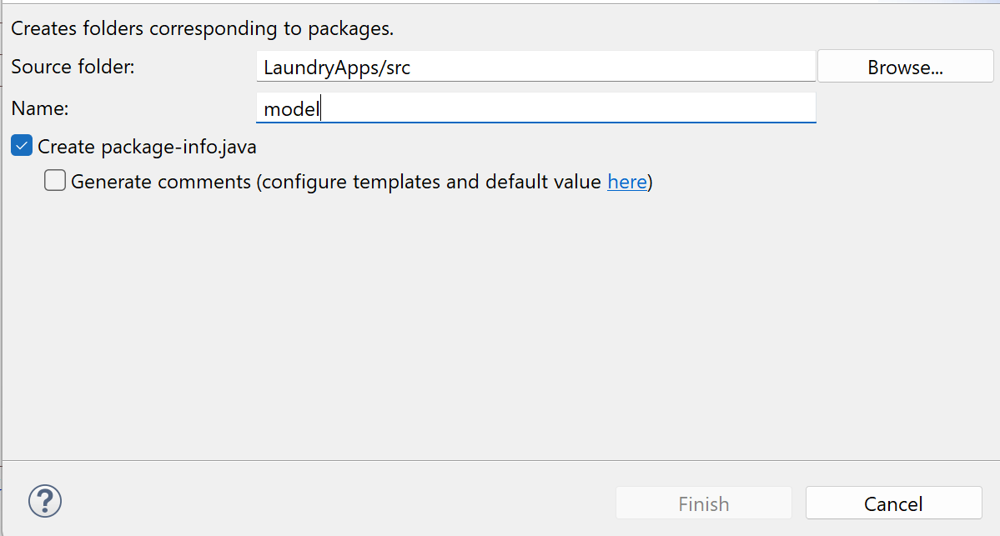 Creates folders corresponding to packages.
Source folder: LaundryApps/src Browse...
Name: model
Create package-info.java
Generate comments (configure templates and default value here)
? Finish Cancel